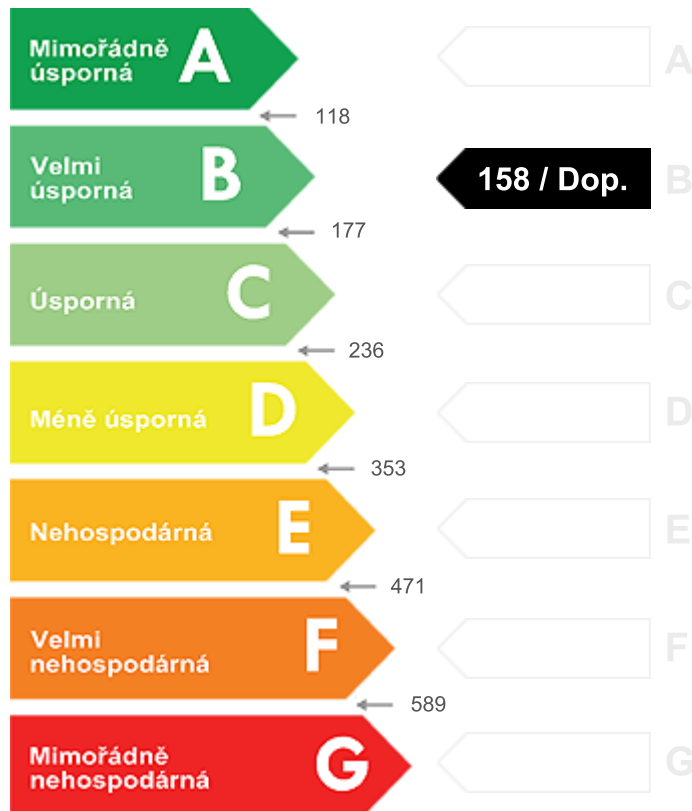 Mimořádně
úsporná
A
A
118
Velmi
úsporná
B
158 / Dop.
B
177
Úsporná
C
C
236
Méně úsporná
D
D
353
Nehospodárná
E
E
471
Velmi
nehospodárná
F
F
589
Mimořádně
nehospodárná
G
G